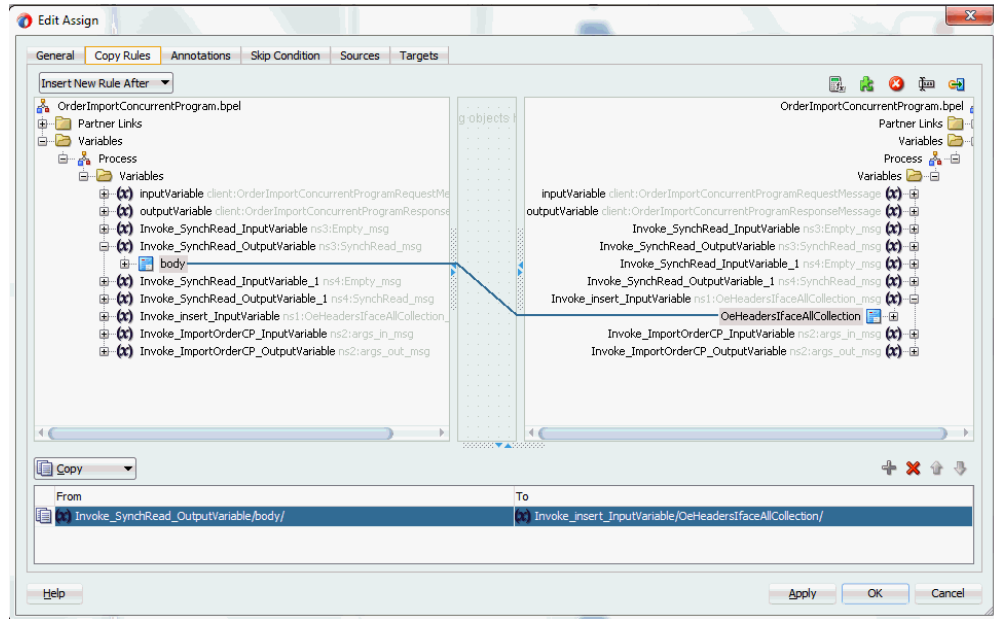 Edit Assign
General Copy Rules Annotations Skip Condition Sources Targets
Insert New Rule After
OrderImportConcurrentProgram.bpel
Partner Links
Variables
Process
Variables
inputVariable client:OrderImportConcurrentProgramRequestMe
outputVariable client:OrderImportConcurrentProgramResponse
Invoke_SynchRead_InputVariable ns3:Empty_msg
Invoke_SynchRead_OutputVariable ns3:SynchRead_msg
body
Invoke_SynchRead_InputVariable_1 ns4:Empty_msg
Invoke_SynchRead_OutputVariable_1 ns4:SynchRead_msg
Invoke_insert_InputVariable ns1:OeHeadersIfaceAllCollection_
Invoke_ImportOrderCP_InputVariable ns2:args_in_msg
Invoke_ImportOrderCP_OutputVariable ns2:args_out_msg
g objects
OrderImportConcurrentProgram.bpel
Partner Links
Variables
Process
Variables
inputVariable client:OrderImportConcurrentProgramRequestMessage
outputVariable client:OrderImportConcurrentProgramResponseMessage
Invoke_SynchRead_InputVariable ns3:Empty_msg
Invoke_SynchRead_OutputVariable ns3:SynchRead_msg
Invoke_SynchRead_InputVariable_1 ns4:Empty_msg
Invoke_SynchRead_OutputVariable_1 ns4:SynchRead_msg
Invoke_insert_InputVariable ns1:OeHeadersIfaceAllCollection_msg
OeHeadersIfaceAllCollection
Invoke_ImportOrderCP_InputVariable ns2:args_in_msg
Invoke_ImportOrderCP_OutputVariable ns2:args_out_msg
Copy
From To
Invoke_SynchRead_OutputVariable/body/ Invoke_insert_InputVariable/OeHeadersIfaceAllCollection/
Help Apply OK Cancel